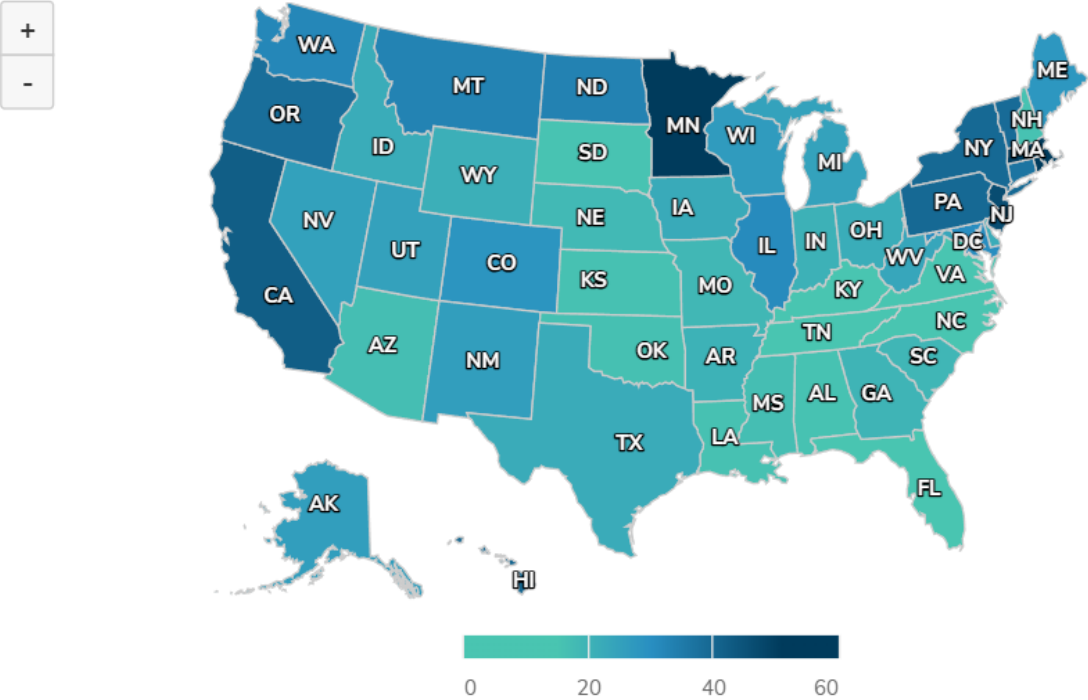 +
-
WA
MT
ND
MN
OR
ID
WY
SD
WI
MI
ME
NH
NY
MA
NV
UT
CO
NE
IA
IL
IN
OH
PA
NJ
DC
WV
VA
CA
AZ
NM
KS
MO
KY
OK
AR
TN
NC
SC
TX
LA
MS
AL
GA
FL
AK
HI
0 20 40 60